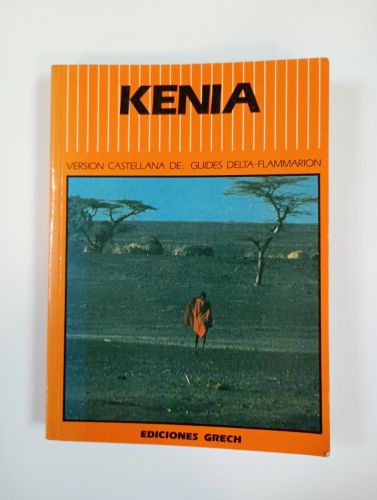 KENIA
VERSION CASTELLANA DE: GUIDES DELTA-FLAMMARION
EDICIONES GRECH